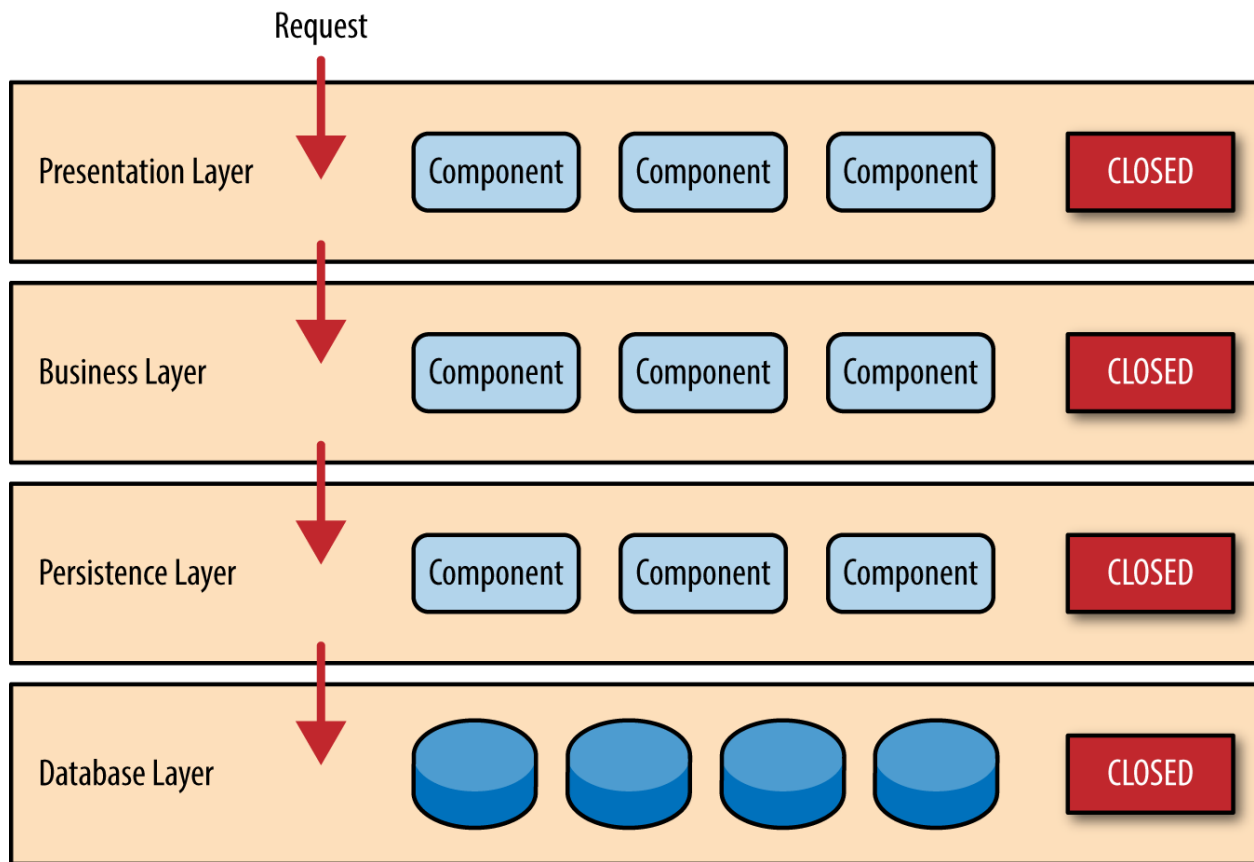 Request
Presentation Layer Component Component Component CLOSED
Business Layer Component Component Component CLOSED
Persistence Layer Component Component Component CLOSED
Database Layer CLOSED